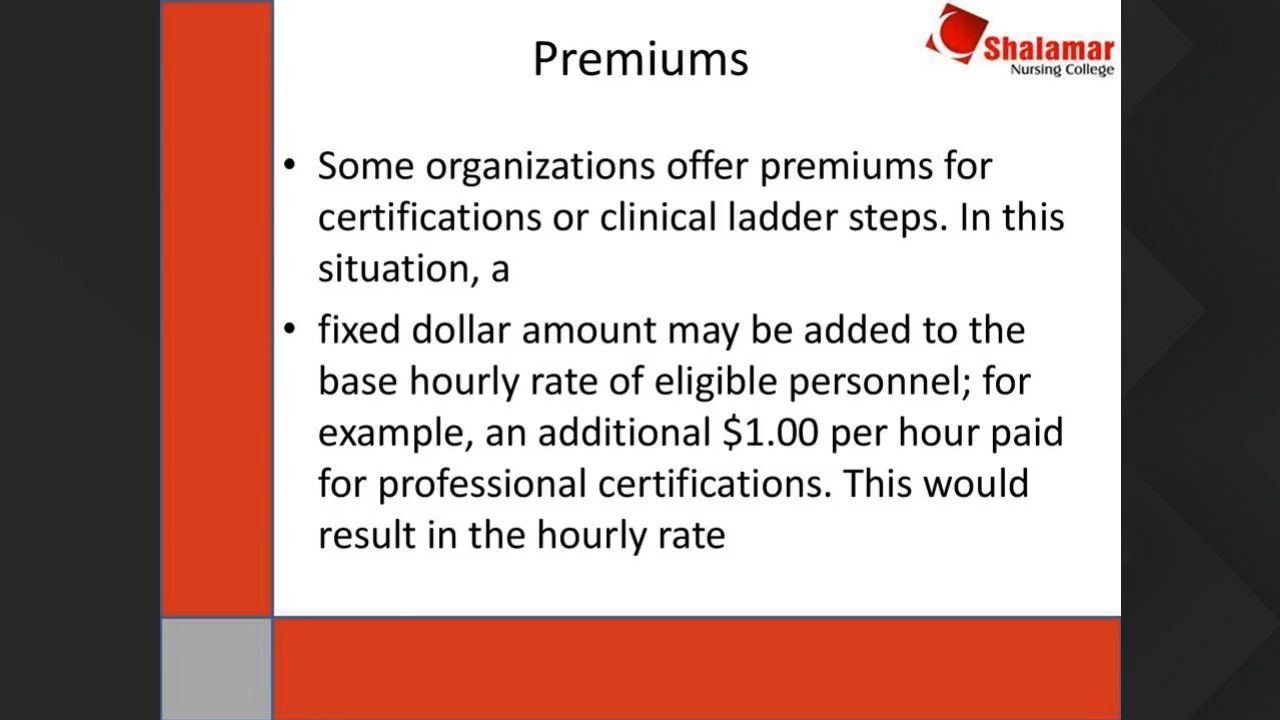 Premiums
Shalamar
Nursing College
• Some organizations offer premiums for
certifications or clinical ladder steps. In this
situation, a
• fixed dollar amount may be added to the
base hourly rate of eligible personnel; for
example, an additional $1.00 per hour paid
for professional certifications. This would
result in the hourly rate